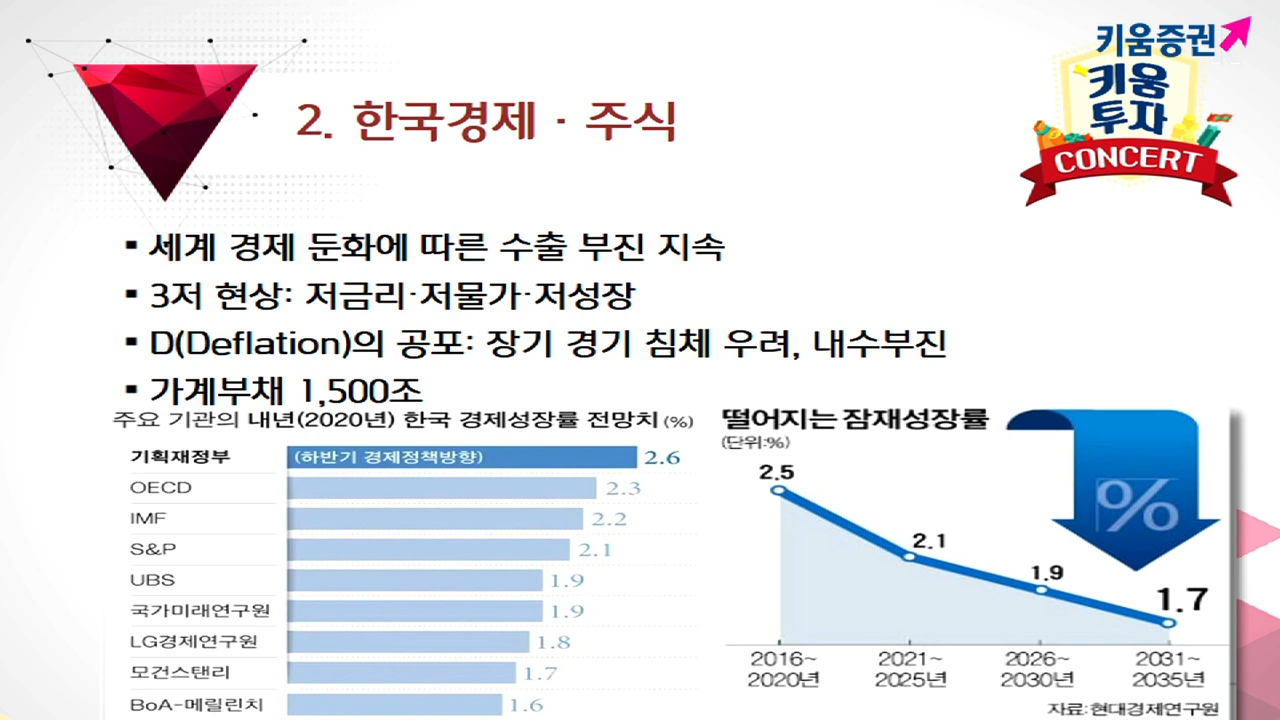 키움증권
키움
투자
CONCERT
2. 한국경제 · 주식
▪ 세계 경제 둔화에 따른 수출 부진 지속
▪ 3저 현상: 저금리·저물가·저성장
▪ D(Deflation)의 공포: 장기 경기 침체 우려, 내수부진
▪ 가계부채 1,500조
주요 기관의 내년(2020년) 한국 경제성장률 전망치 (%)
기획재정부 (하반기 경제정책방향) 2.6
OECD 2.3
IMF 2.2
S&P 2.1
UBS 1.9
국가미래연구원 1.9
LG경제연구원 1.8
모건스탠리 1.7
BoA-메릴린치 1.6
떨어지는 잠재성장률
(단위:%)
%
2.5
2.1
1.9
1.7
2016~ 2021~ 2026~ 2031~
2020년 2025년 2030년 2035년
자료:현대경제연구원